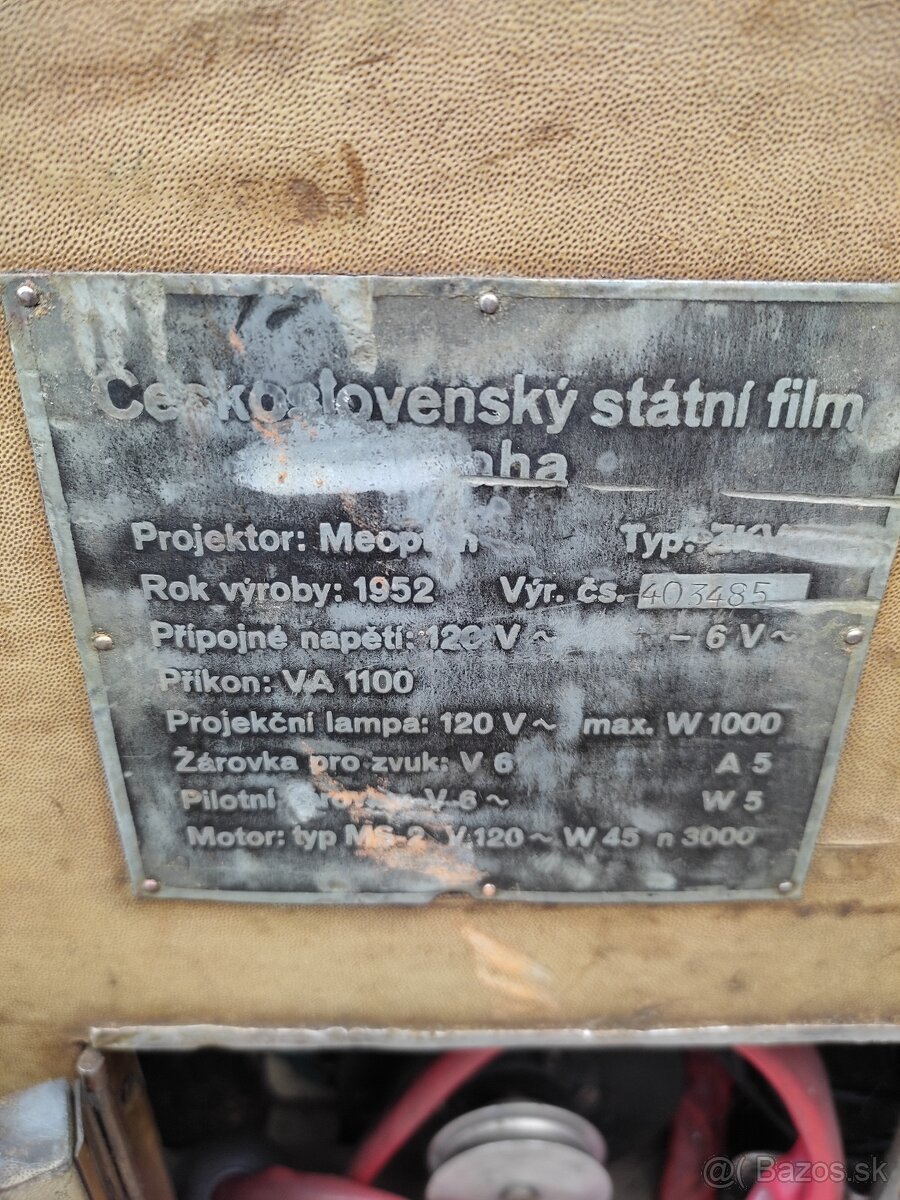 Československý státní film
Projektor: Typ:
Rok výroby: 1952 Výr. čs. 403485
Přípojné napětí: 120 V ~ – 6 V ~
Příkon: VA 1100
Projekční lampa: 120 V ~ max. W 1000
Žárovka pro zvuk: V 6 A 5
Pilotní V 6 ~ W 5
Motor: typ MS-2 V 120 ~ W 45 n 3000
@Bazos.sk